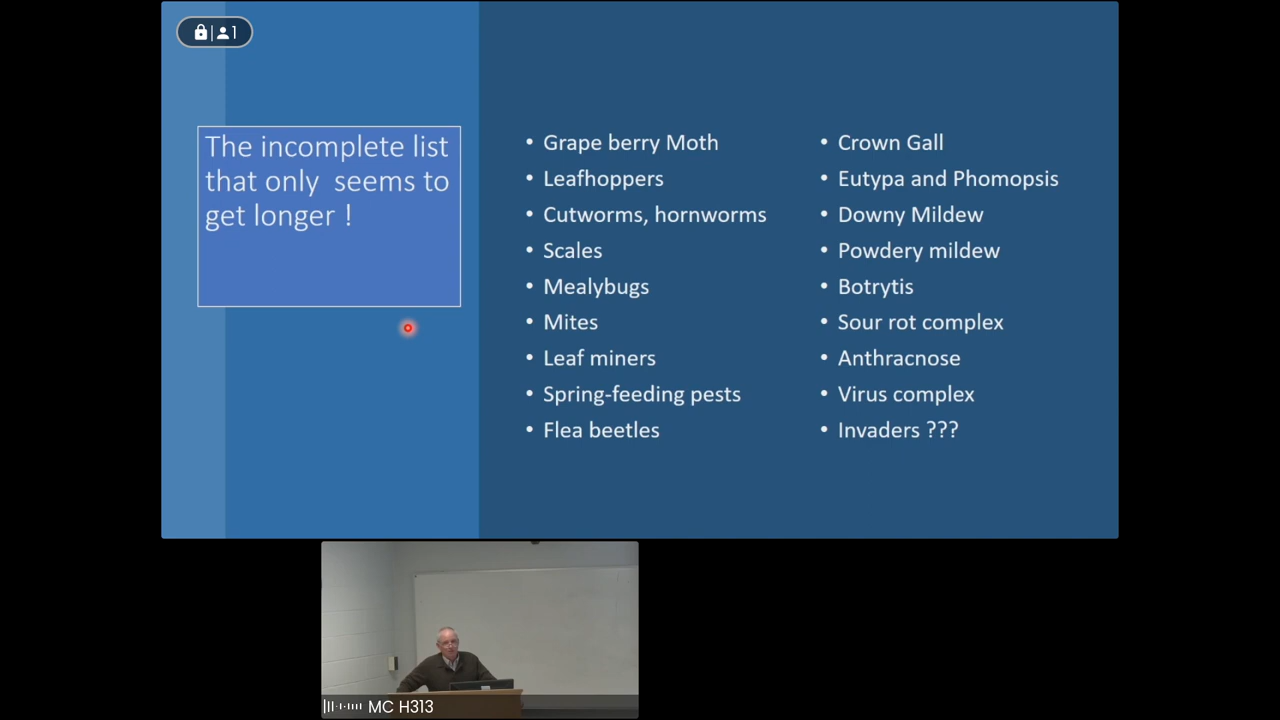 1
The incomplete list
that only seems to
get longer !
• Grape berry Moth
• Leafhoppers
• Cutworms, hornworms
• Scales
• Mealybugs
• Mites
• Leaf miners
• Spring-feeding pests
• Flea beetles
• Crown Gall
• Eutypa and Phomopsis
• Downy Mildew
• Powdery mildew
• Botrytis
• Sour rot complex
• Anthracnose
• Virus complex
• Invaders ???
MC H313